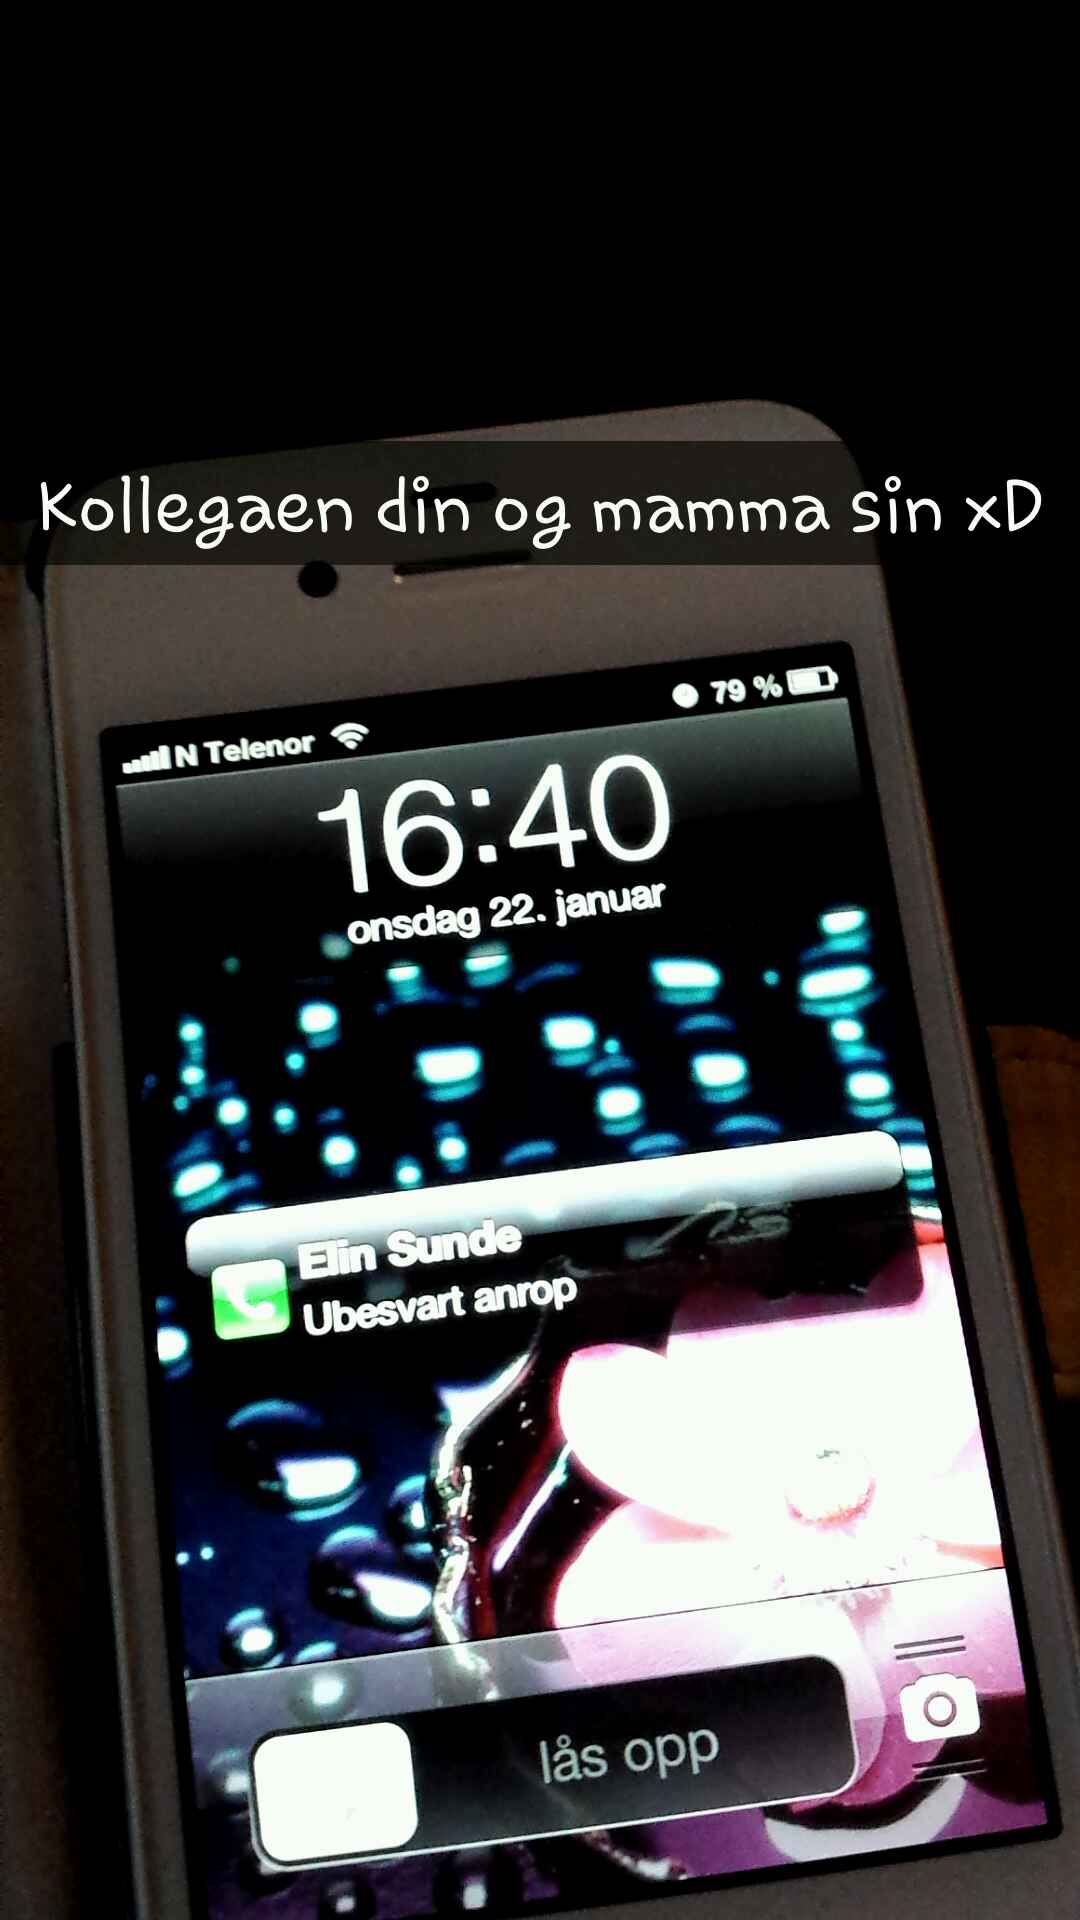 Kollegaen din og mamma sin xD
N Telenor 79 %
16:40
onsdag 22. januar
Elin Sunde
Ubesvart anrop
lås opp